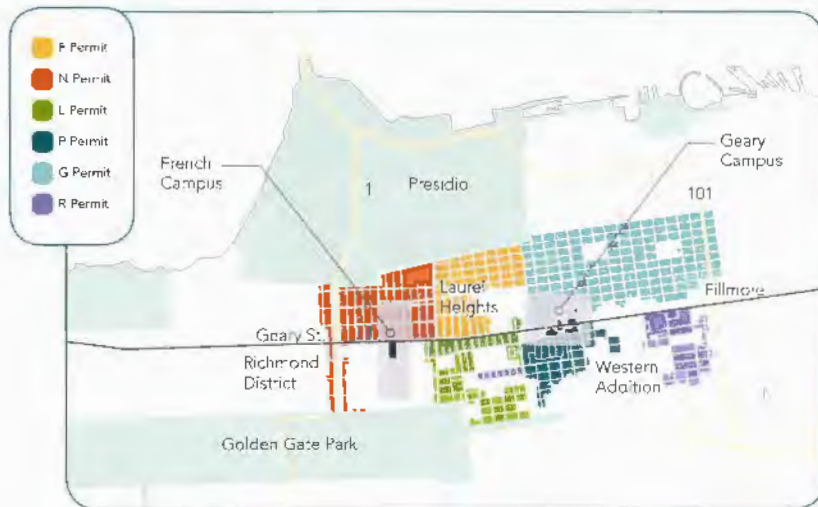 F Permit
N Permit
L Permit
P Permit
G Permit
R Permit
French
Campus
1
Presidio
Geary
Campus
101
Laurel
Heights
Fillmore
Geary St.
Richmond
District
Western
Addition
Golden Gate Park